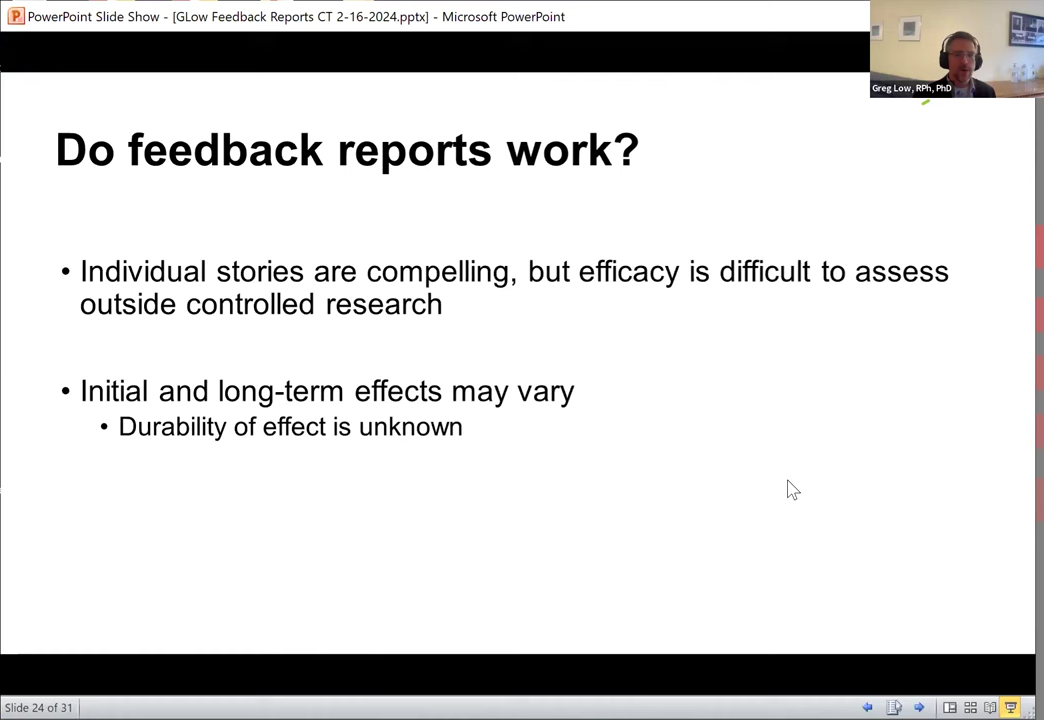 PowerPoint Slide Show - [GLow Feedback Reports CT 2-16-2024.pptx] - Microsoft PowerPoint
Greg Low, RPh, PhD
Do feedback reports work?
• Individual stories are compelling, but efficacy is difficult to assess
outside controlled research
• Initial and long-term effects may vary
• Durability of effect is unknown
Slide 24 of 31